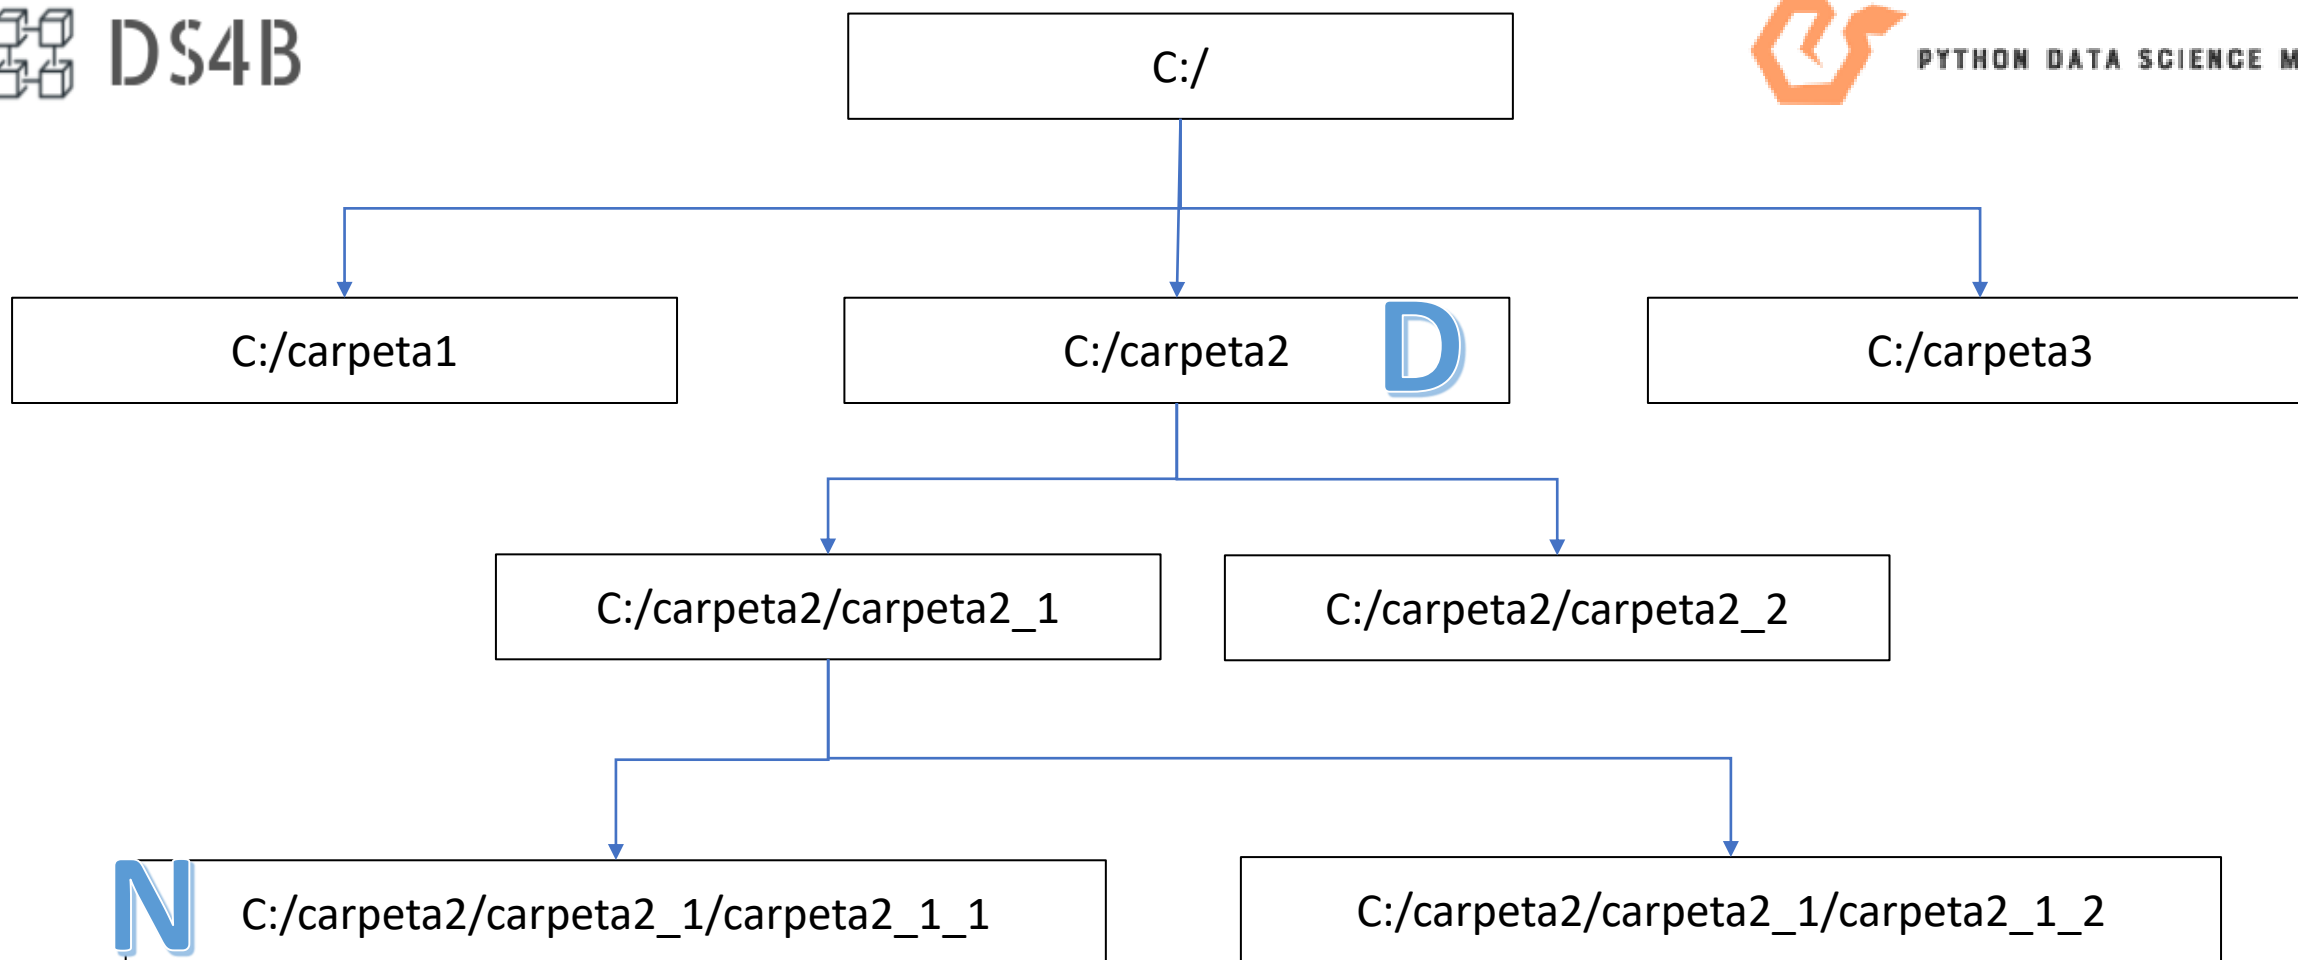 DS4B
C:/
PYTHON DATA SCIENCE
C:/carpeta1
C:/carpeta2
D
C:/carpeta3
C:/carpeta2/carpeta2_1
C:/carpeta2/carpeta2_2
N
C:/carpeta2/carpeta2_1/carpeta2_1_1
C:/carpeta2/carpeta2_1/carpeta2_1_2